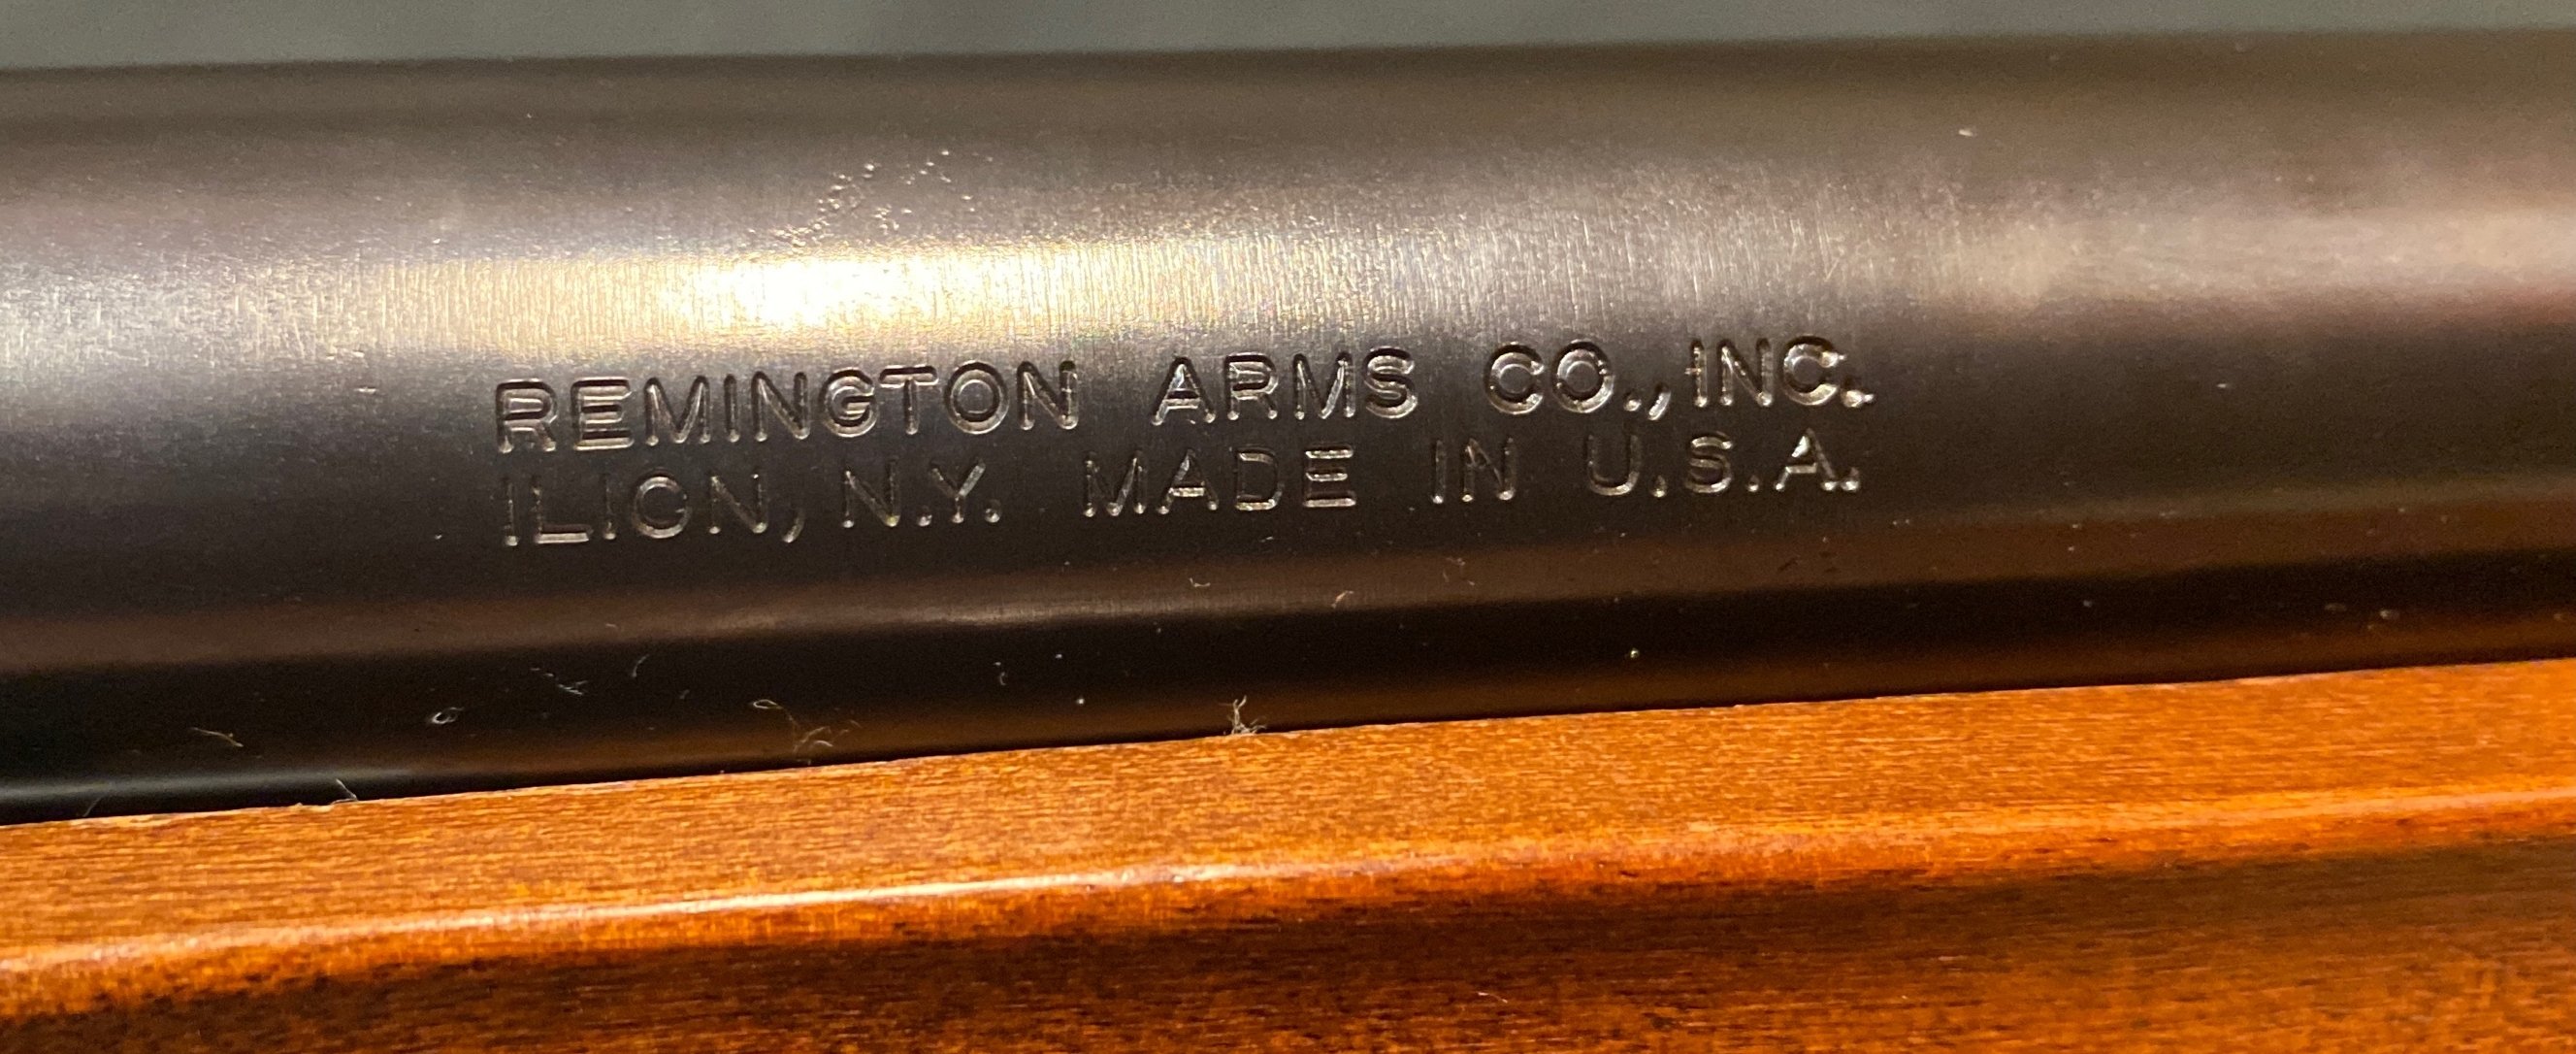 REMINGTON ARMS CO., INC.
ILION, N.Y. MADE IN U.S.A.